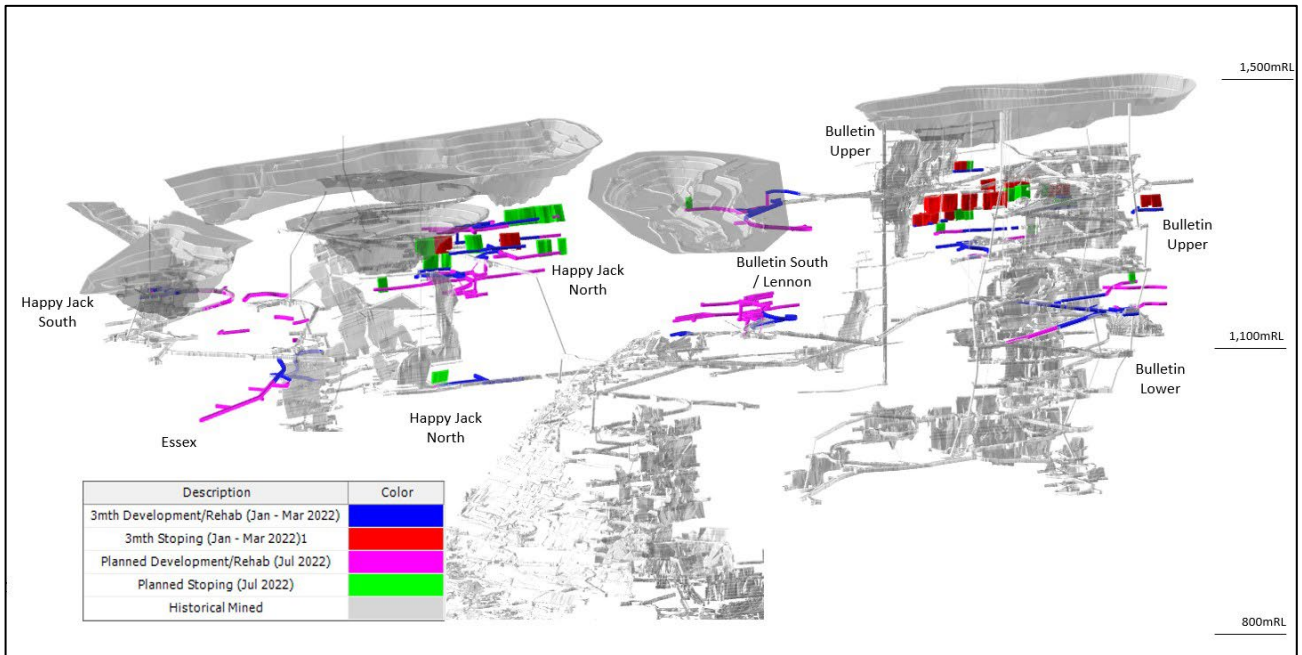 1,500mRL
Bulletin
Upper
Bulletin
Upper
Bulletin South
/ Lennon
Happy Jack
North
Happy Jack
South
1,100mRL
Bulletin
Lower
Happy Jack
North
Essex
Description Color
3mth Development/Rehab (Jan - Mar 2022)
3mth Stoping (Jan - Mar 2022)1
Planned Development/Rehab (Jul 2022)
Planned Stoping (Jul 2022)
Historical Mined
800mRL